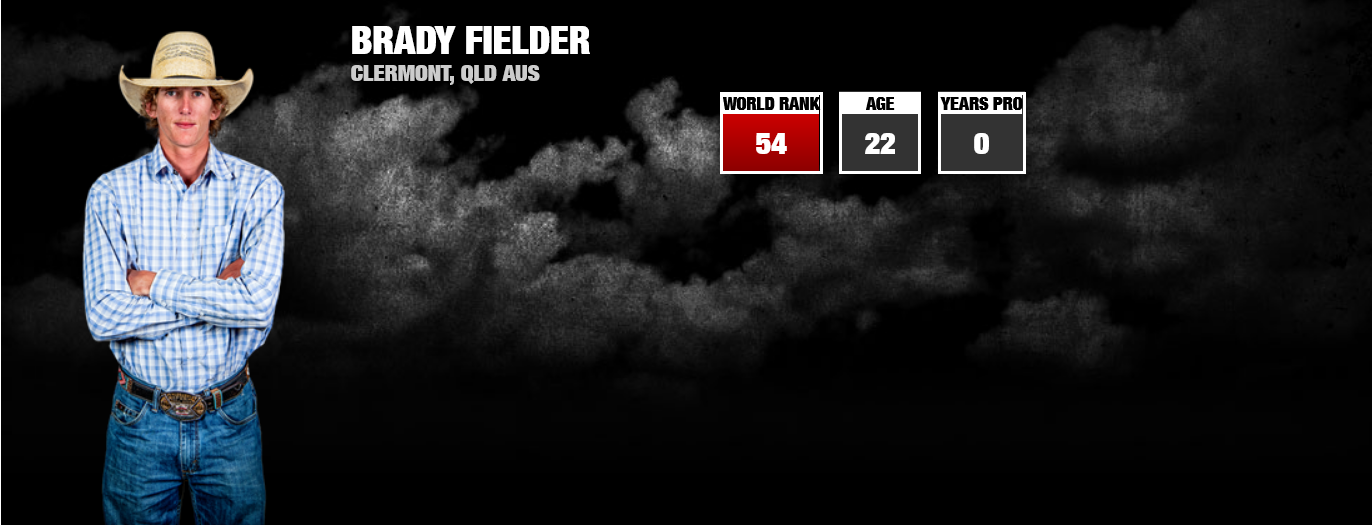 BRADY FIELDER
CLERMONT, QLD AUS
WORLD RANK
54
AGE
22
YEARS PRO
0